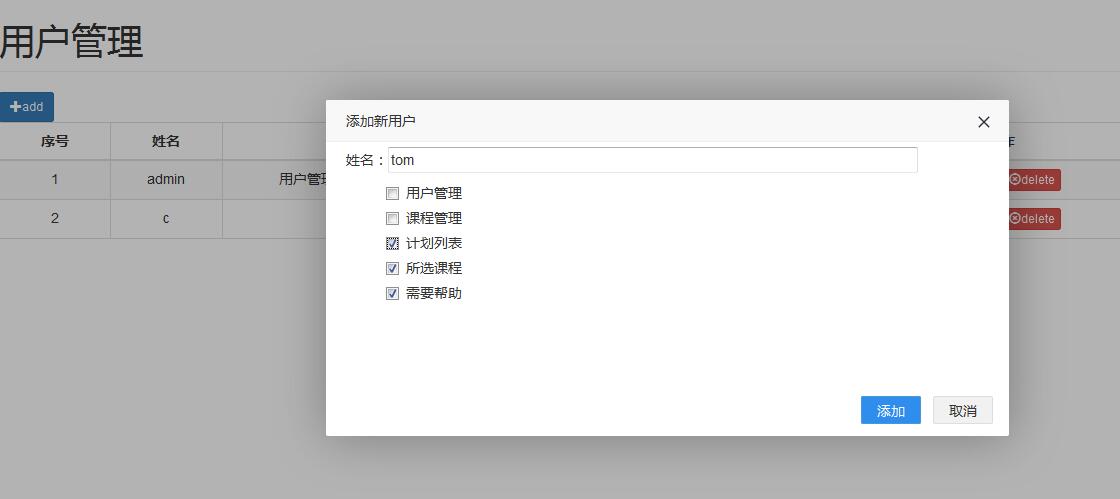 用户管理
add
添加新用户
序号 姓名
姓名： tom
1 admin 用户管
delete
用户管理
2 c
delete
课程管理
计划列表
所选课程
需要帮助
添加 取消